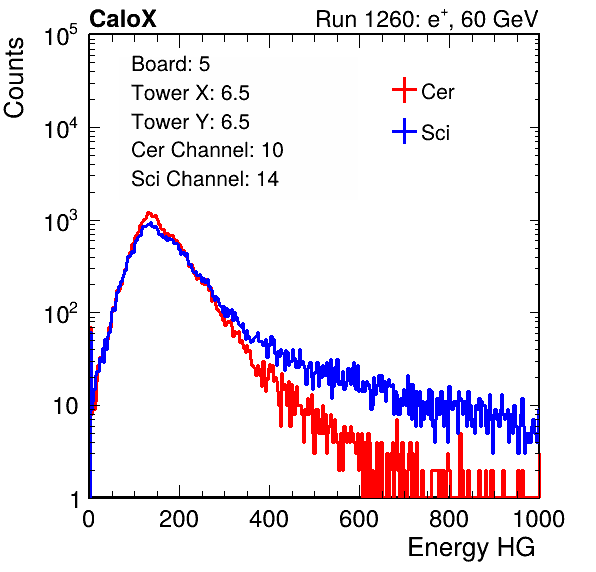 CaloX Run 1260: e⁺, 60 GeV
Counts
Board: 5
Tower X: 6.5
Tower Y: 6.5
Cer Channel: 10
Sci Channel: 14
Cer
Sci
10⁵
10⁴
10³
10²
10
1
0 200 400 600 800 1000
Energy HG